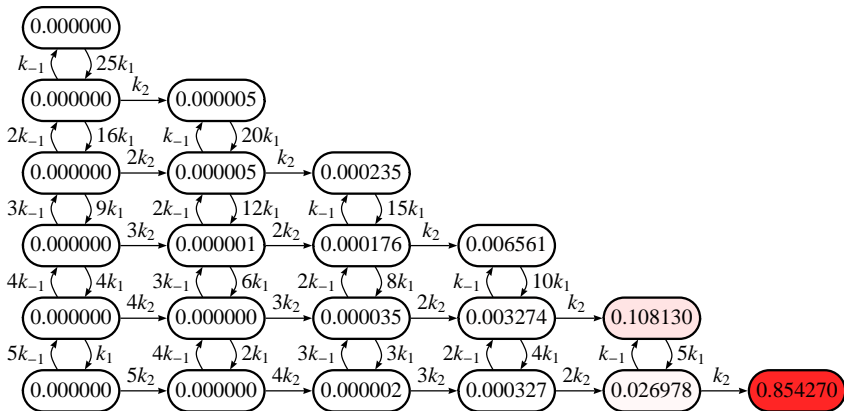 0.000000
k₋₁ 25k₁
k₂
0.000000 0.000005
2k₋₁ 16k₁ k₋₁ 20k₁
2k₂ k₂
0.000000 0.000005 0.000235
3k₋₁ 9k₁ 2k₋₁ 12k₁ k₋₁ 15k₁
3k₂ 2k₂ k₂
0.000000 0.000001 0.000176 0.006561
4k₋₁ 4k₁ 3k₋₁ 6k₁ 2k₋₁ 8k₁ k₋₁ 10k₁
4k₂ 3k₂ 2k₂ k₂
0.000000 0.000000 0.000035 0.003274 0.108130
5k₋₁ k₁ 4k₋₁ 2k₁ 3k₋₁ 3k₁ 2k₋₁ 4k₁ k₋₁ 5k₁
5k₂ 4k₂ 3k₂ 2k₂ k₂
0.000000 0.000000 0.000002 0.000327 0.026978 0.854270